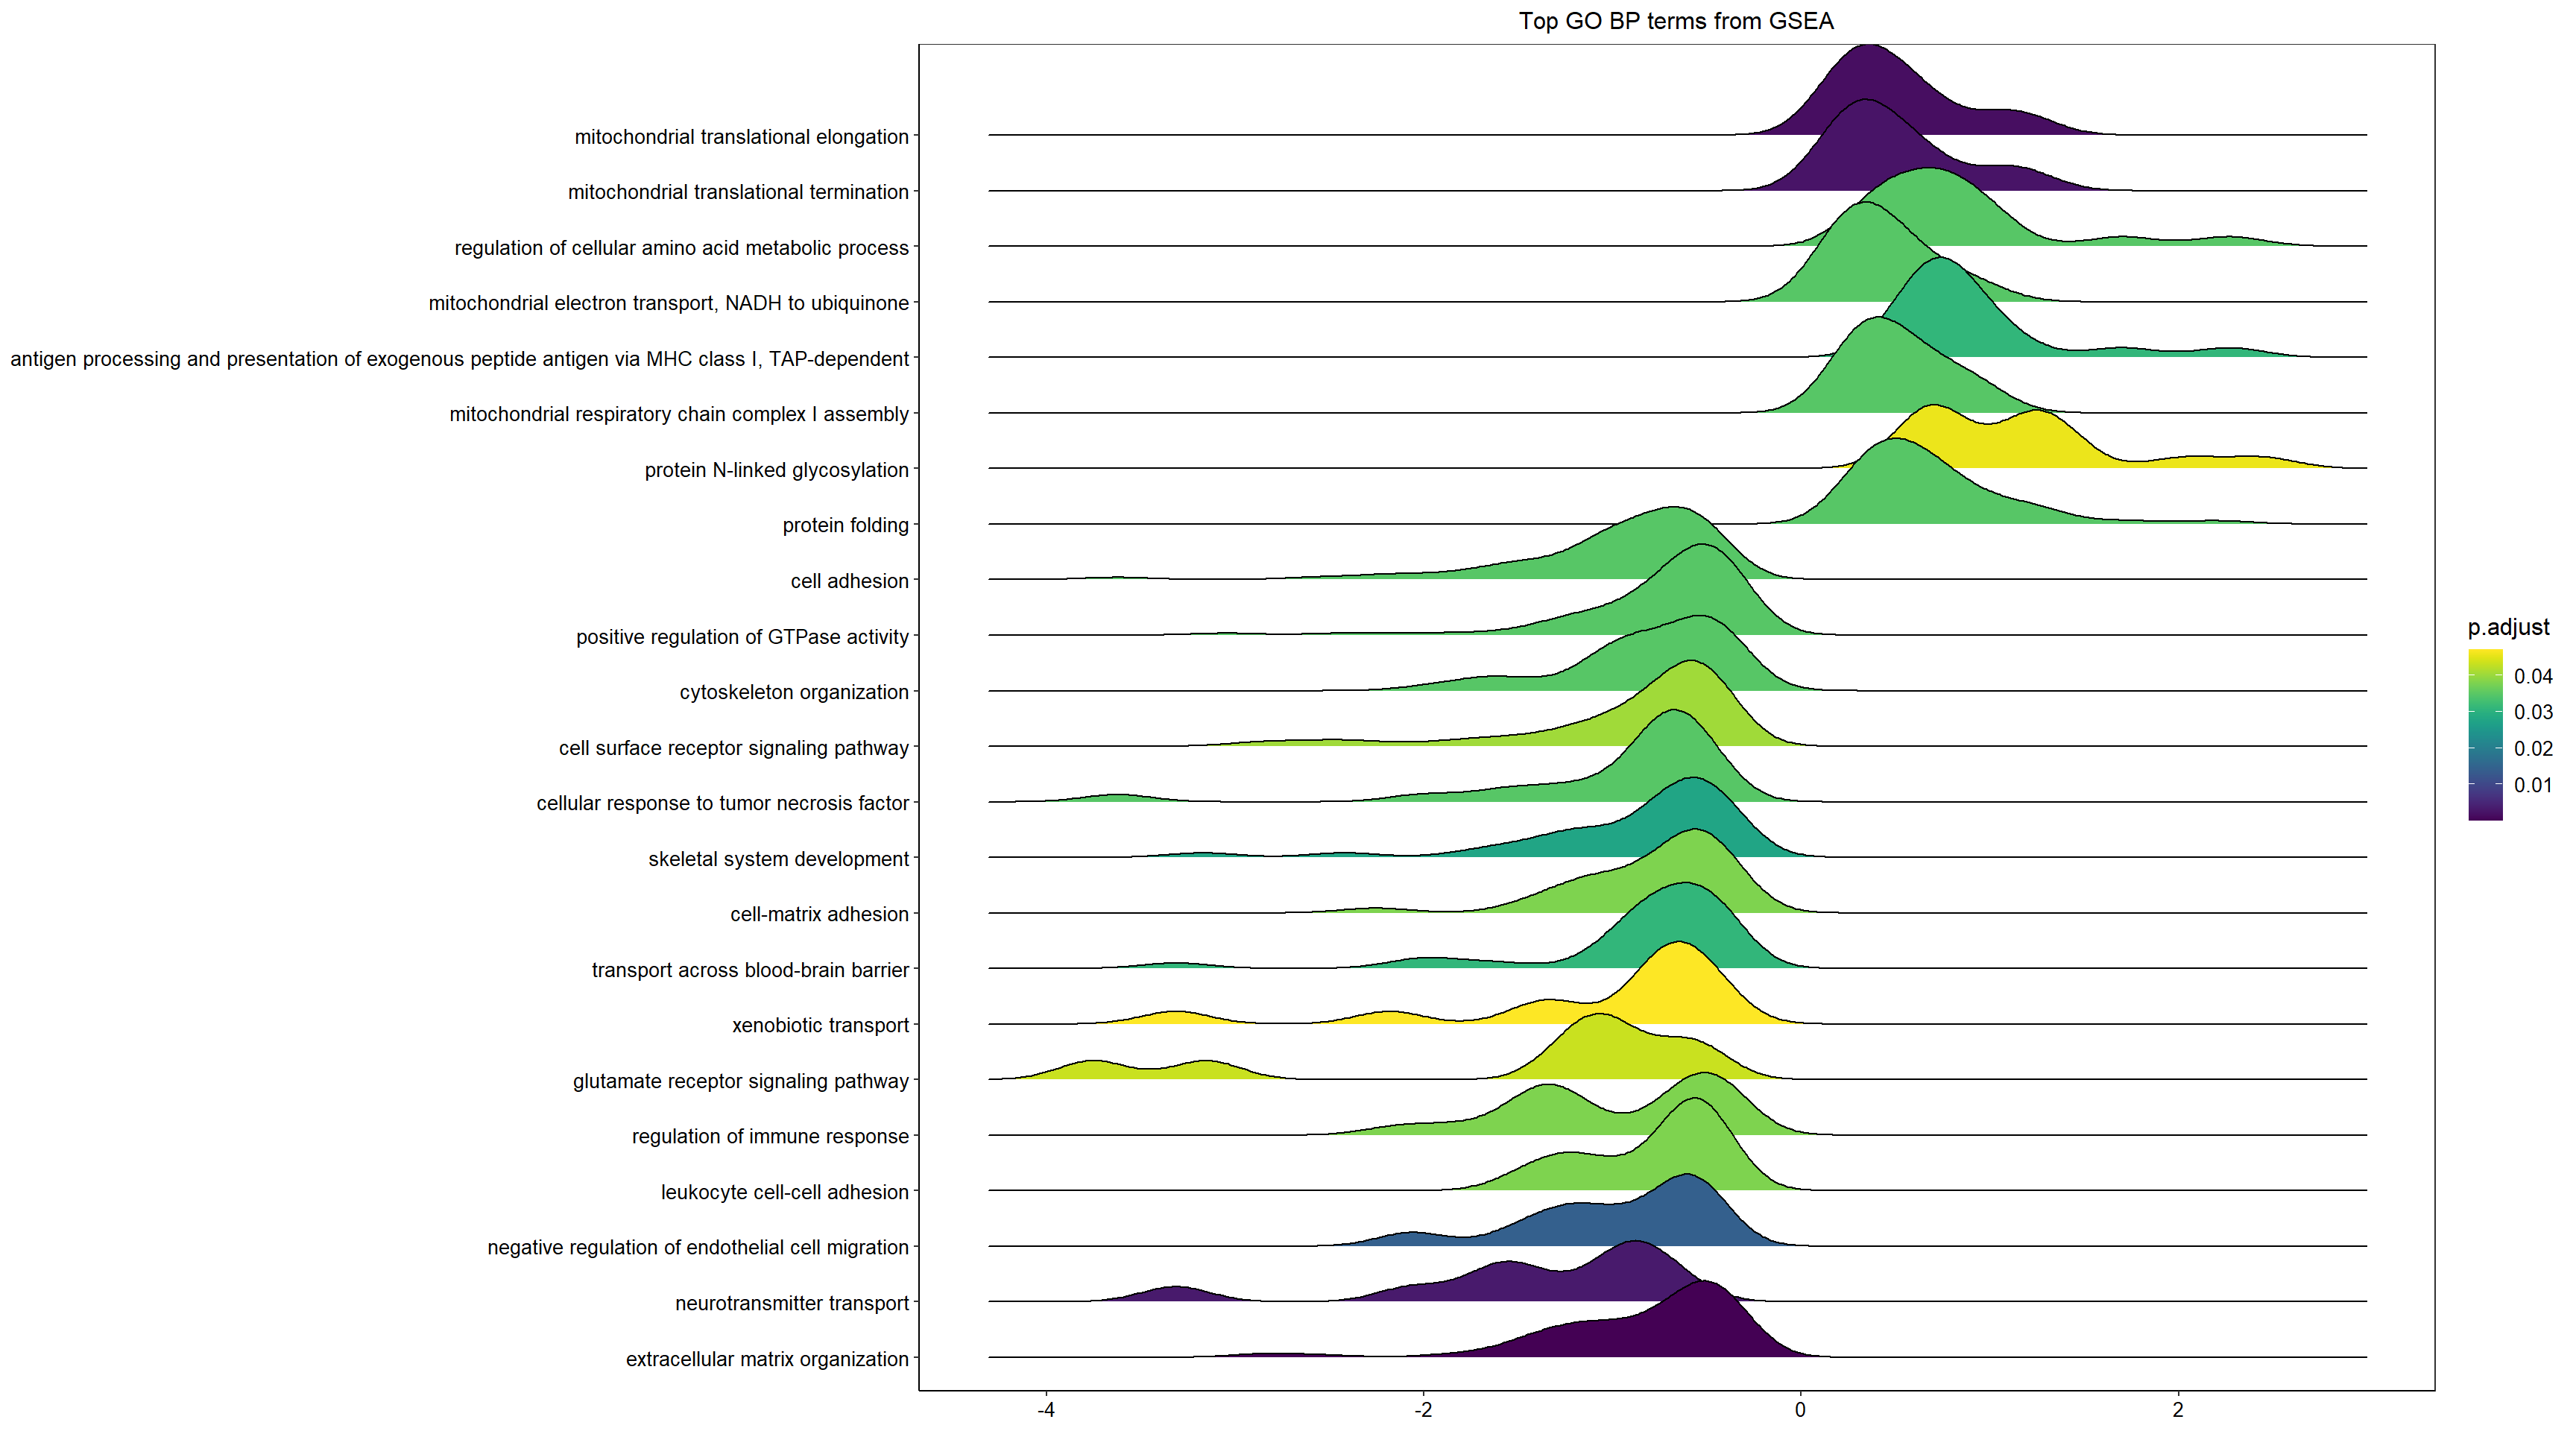 Top GO BP terms from GSEA
mitochondrial translational elongation
mitochondrial translational termination
regulation of cellular amino acid metabolic process
mitochondrial electron transport, NADH to ubiquinone
antigen processing and presentation of exogenous peptide antigen via MHC class I, TAP-dependent
mitochondrial respiratory chain complex I assembly
protein N-linked glycosylation
protein folding
cell adhesion
positive regulation of GTPase activity
cytoskeleton organization
cell surface receptor signaling pathway
cellular response to tumor necrosis factor
skeletal system development
cell-matrix adhesion
transport across blood-brain barrier
xenobiotic transport
glutamate receptor signaling pathway
regulation of immune response
leukocyte cell-cell adhesion
negative regulation of endothelial cell migration
neurotransmitter transport
extracellular matrix organization
-4 -2 0 2
p.adjust
0.04
0.03
0.02
0.01